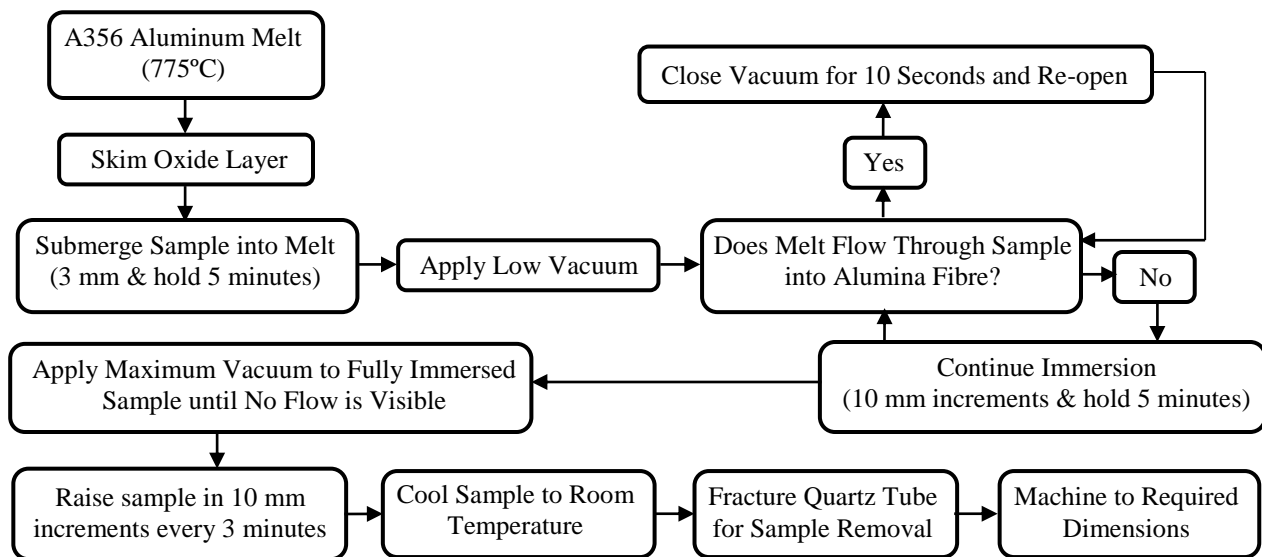 A356 Aluminum Melt
(775ºC)
Skim Oxide Layer
Submerge Sample into Melt
(3 mm & hold 5 minutes)
Apply Low Vacuum
Close Vacuum for 10 Seconds and Re-open
Yes
Does Melt Flow Through Sample
into Alumina Fibre?
No
Continue Immersion
(10 mm increments & hold 5 minutes)
Apply Maximum Vacuum to Fully Immersed
Sample until No Flow is Visible
Raise sample in 10 mm
increments every 3 minutes
Cool Sample to Room
Temperature
Fracture Quartz Tube
for Sample Removal
Machine to Required
Dimensions